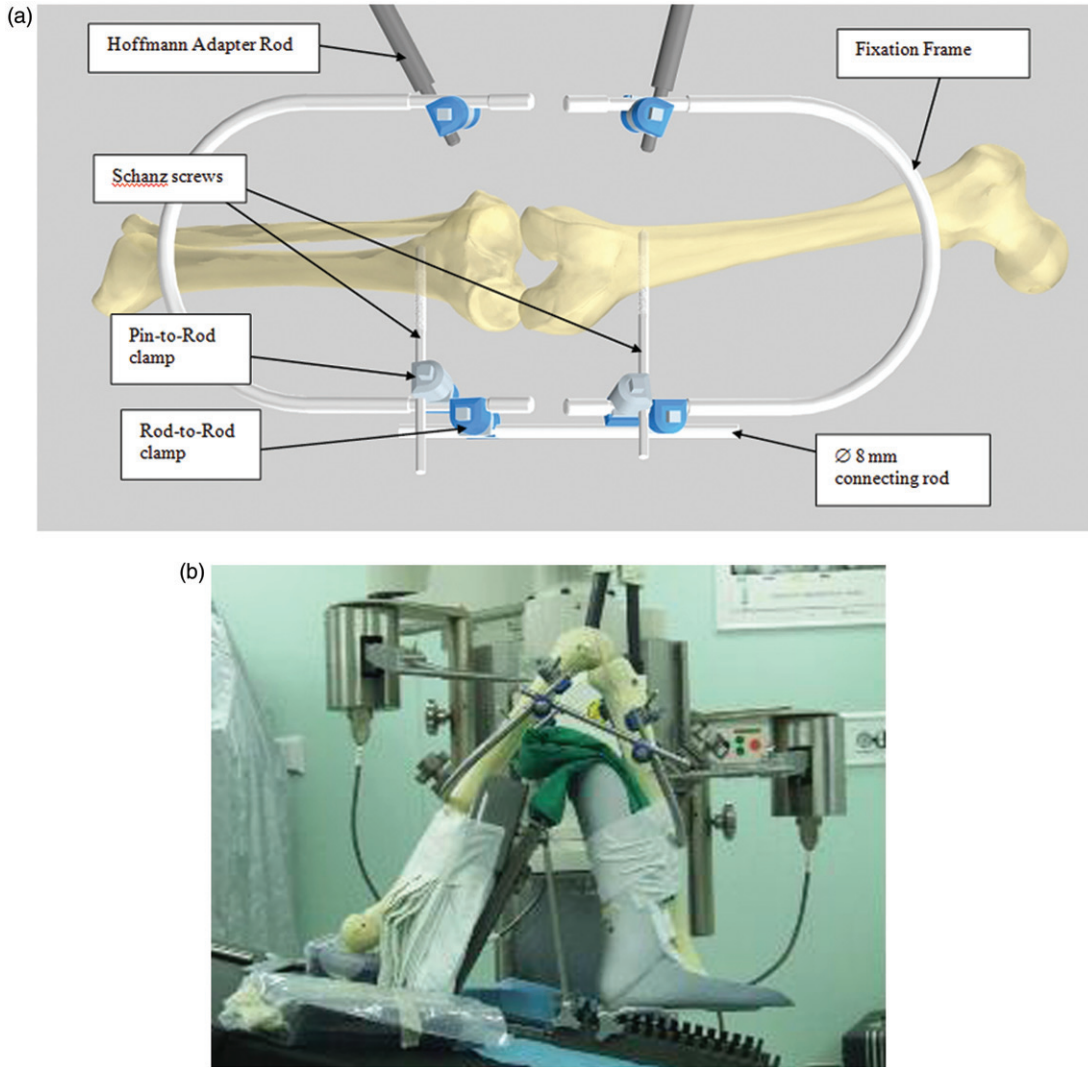 (a)
Hoffmann Adapter Rod
Fixation Frame
Schanz screws
Pin-to-Rod
clamp
Rod-to-Rod
clamp
∅ 8 mm
connecting rod
(b)